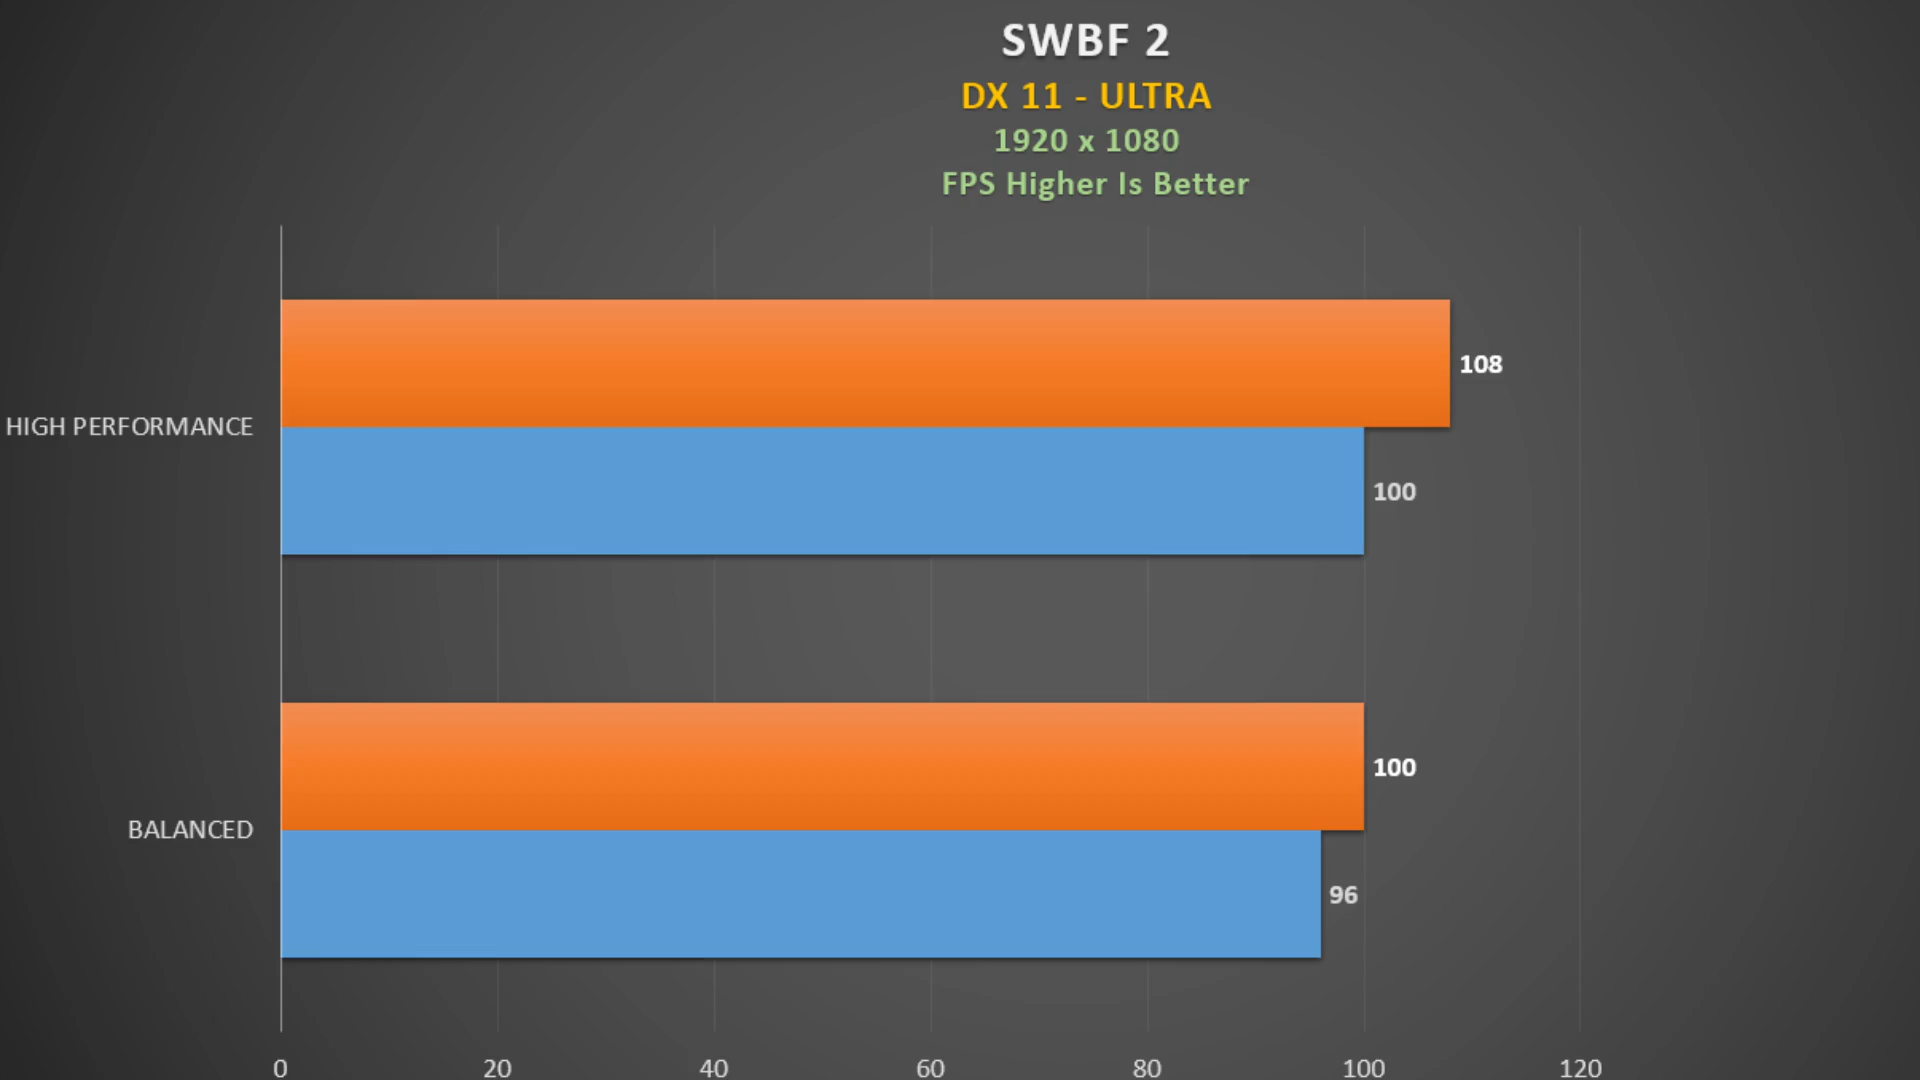 SWBF 2
DX 11 - ULTRA
1920 x 1080
FPS Higher Is Better
108
HIGH PERFORMANCE
100
100
BALANCED
96
0 20 40 60 80 100 120